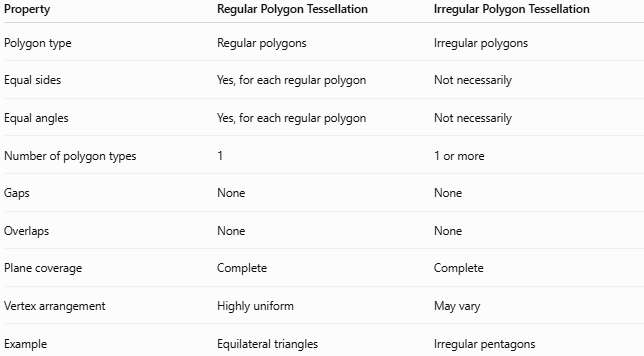 Property Regular Polygon Tessellation Irregular Polygon Tessellation
Polygon type Regular polygons Irregular polygons
Equal sides Yes, for each regular polygon Not necessarily
Equal angles Yes, for each regular polygon Not necessarily
Number of polygon types 1 1 or more
Gaps None None
Overlaps None None
Plane coverage Complete Complete
Vertex arrangement Highly uniform May vary
Example Equilateral triangles Irregular pentagons